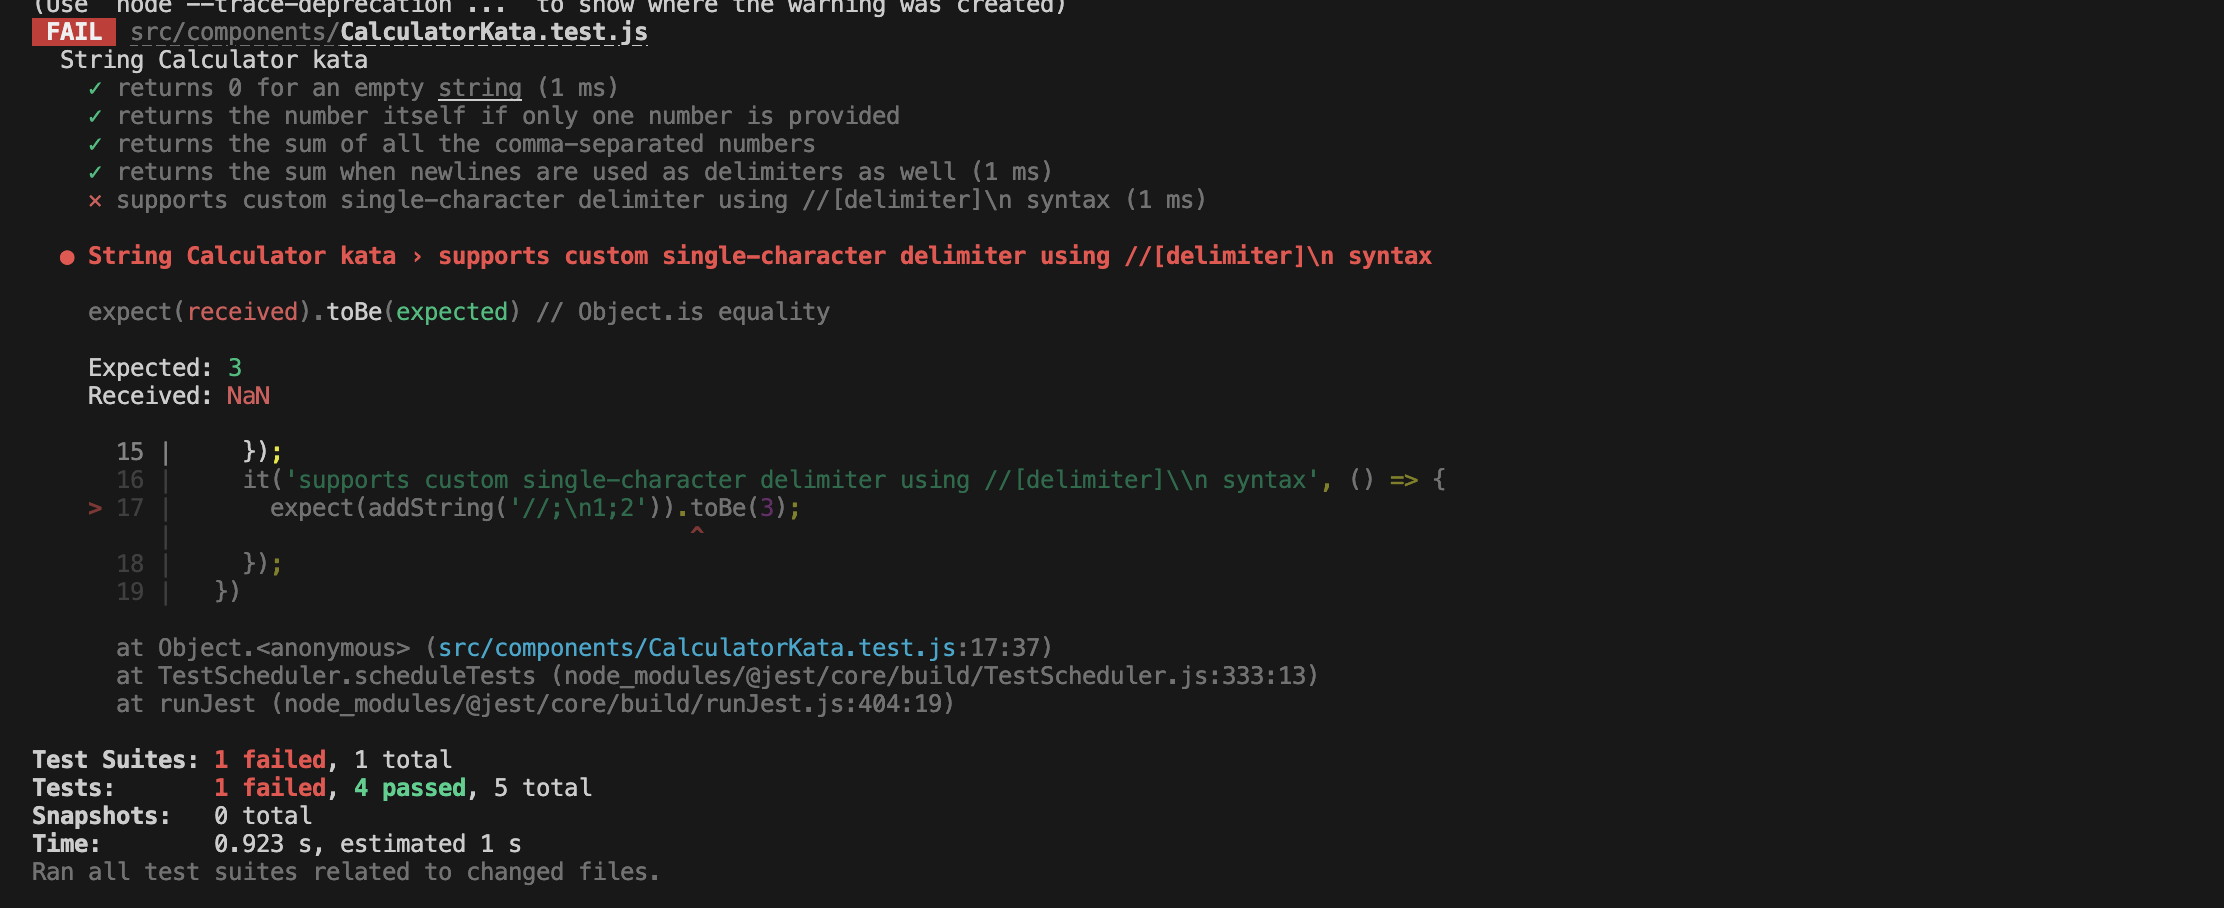 (Use `node --trace-deprecation ...` to show where the warning was created)
FAIL src/components/CalculatorKata.test.js
String Calculator kata
✓ returns 0 for an empty string (1 ms)
✓ returns the number itself if only one number is provided
✓ returns the sum of all the comma-separated numbers
✓ returns the sum when newlines are used as delimiters as well (1 ms)
✕ supports custom single-character delimiter using //[delimiter]\n syntax (1 ms)
● String Calculator kata › supports custom single-character delimiter using //[delimiter]\n syntax
expect(received).toBe(expected) // Object.is equality
Expected: 3
Received: NaN
15 | });
16 | it('supports custom single-character delimiter using //[delimiter]\\n syntax', () => {
> 17 | expect(addString('//;\n1;2')).toBe(3);
| ^
18 | });
19 | })
at Object.<anonymous> (src/components/CalculatorKata.test.js:17:37)
at TestScheduler.scheduleTests (node_modules/@jest/core/build/TestScheduler.js:333:13)
at runJest (node_modules/@jest/core/build/runJest.js:404:19)
Test Suites: 1 failed, 1 total
Tests: 1 failed, 4 passed, 5 total
Snapshots: 0 total
Time: 0.923 s, estimated 1 s
Ran all test suites related to changed files.